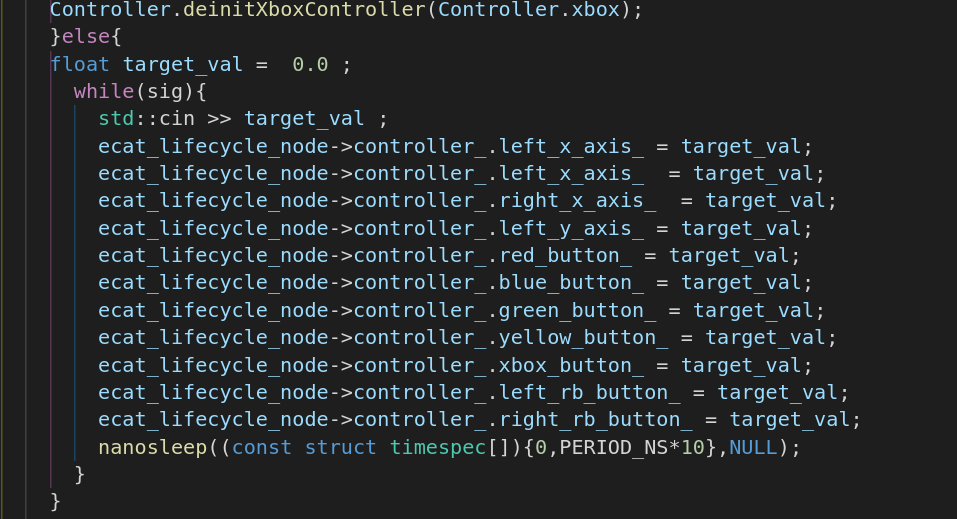 Controller.deinitXboxController(Controller.xbox);
}else{
float target_val =  0.0 ;
  while(sig){
    std::cin >> target_val ;
    ecat_lifecycle_node->controller_.left_x_axis_ = target_val;
    ecat_lifecycle_node->controller_.left_x_axis_  = target_val;
    ecat_lifecycle_node->controller_.right_x_axis_  = target_val;
    ecat_lifecycle_node->controller_.left_y_axis_ = target_val;
    ecat_lifecycle_node->controller_.red_button_ = target_val;
    ecat_lifecycle_node->controller_.blue_button_ = target_val;
    ecat_lifecycle_node->controller_.green_button_ = target_val;
    ecat_lifecycle_node->controller_.yellow_button_ = target_val;
    ecat_lifecycle_node->controller_.xbox_button_ = target_val;
    ecat_lifecycle_node->controller_.left_rb_button_ = target_val;
    ecat_lifecycle_node->controller_.right_rb_button_ = target_val;
    nanosleep((const struct timespec[]){0,PERIOD_NS*10},NULL);
  }
}